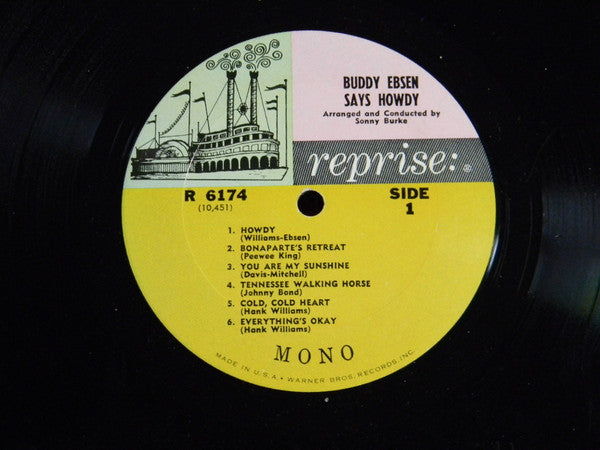 BUDDY EBSEN
SAYS HOWDY
Arranged and Conducted by
Sonny Burke
reprise:®
R 6174
(10,451)
SIDE
1
1. HOWDY
(Williams-Ebsen)
2. BONAPARTE'S RETREAT
(Peewee King)
3. YOU ARE MY SUNSHINE
(Davis-Mitchell)
4. TENNESSEE WALKING HORSE
(Johnny Bond)
5. COLD, COLD HEART
(Hank Williams)
6. EVERYTHING'S OKAY
(Hank Williams)
MONO
MADE IN U.S.A. • WARNER BROS. RECORDS, INC.